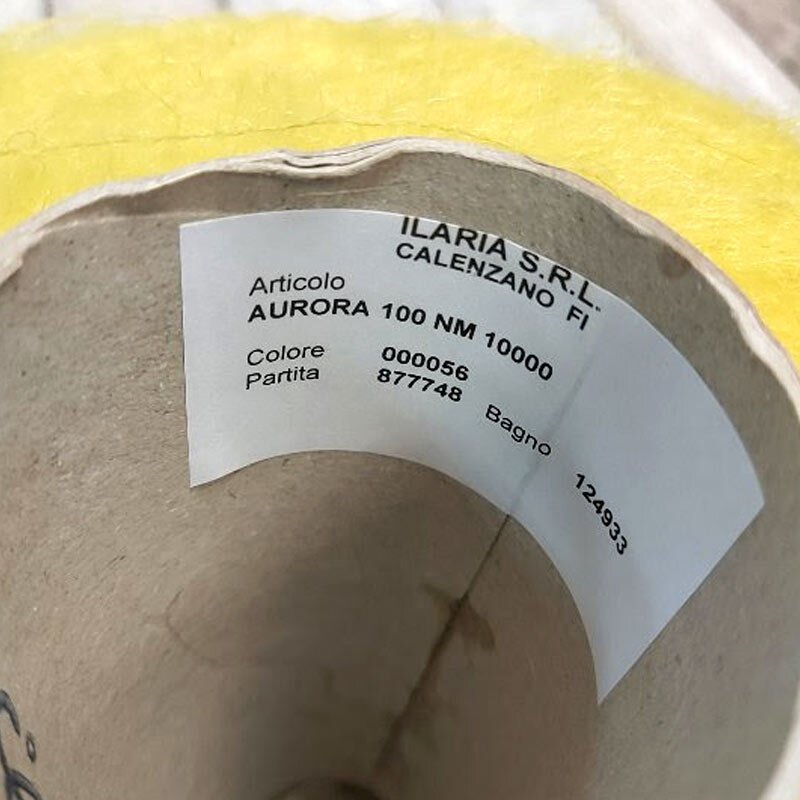 ILARIA S.R.L.
CALENZANO FI
Articolo
AURORA 100 NM 10000
Colore 000056
Partita 877748 Bagno 124933